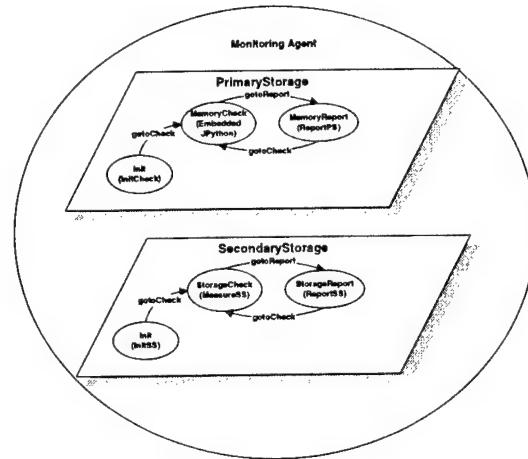 Monitoring Agent
PrimaryStorage
gotoReport
MemoryCheck
(Embedded
JPython)
MemoryReport
(ReportPS)
gotoCheck
gotoCheck
Init
(InitCheck)
SecondaryStorage
gotoReport
StorageCheck
(MeasureSS)
StorageReport
(ReportSS)
gotoCheck
gotoCheck
Init
(InitSS)